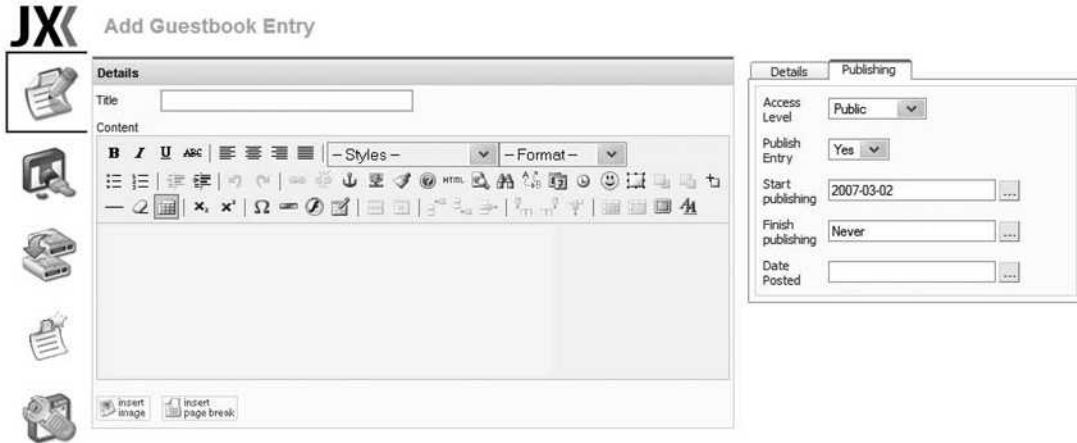 JX
Add Guestbook Entry
Details
Title
Content
B I U ABC – Styles – – Format –
HTML
insert image
insert page break
Details Publishing
Access Level Public
Publish Entry Yes
Start publishing 2007-03-02 ...
Finish publishing Never ...
Date Posted ...